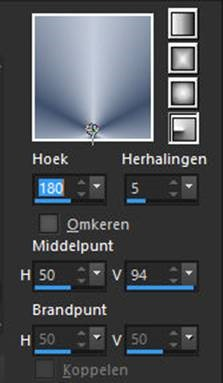 Hoek Herhalingen
180 5
Omkeren
Middelpunt
H 50 V 94
Brandpunt
H 50 V 50
Koppelen